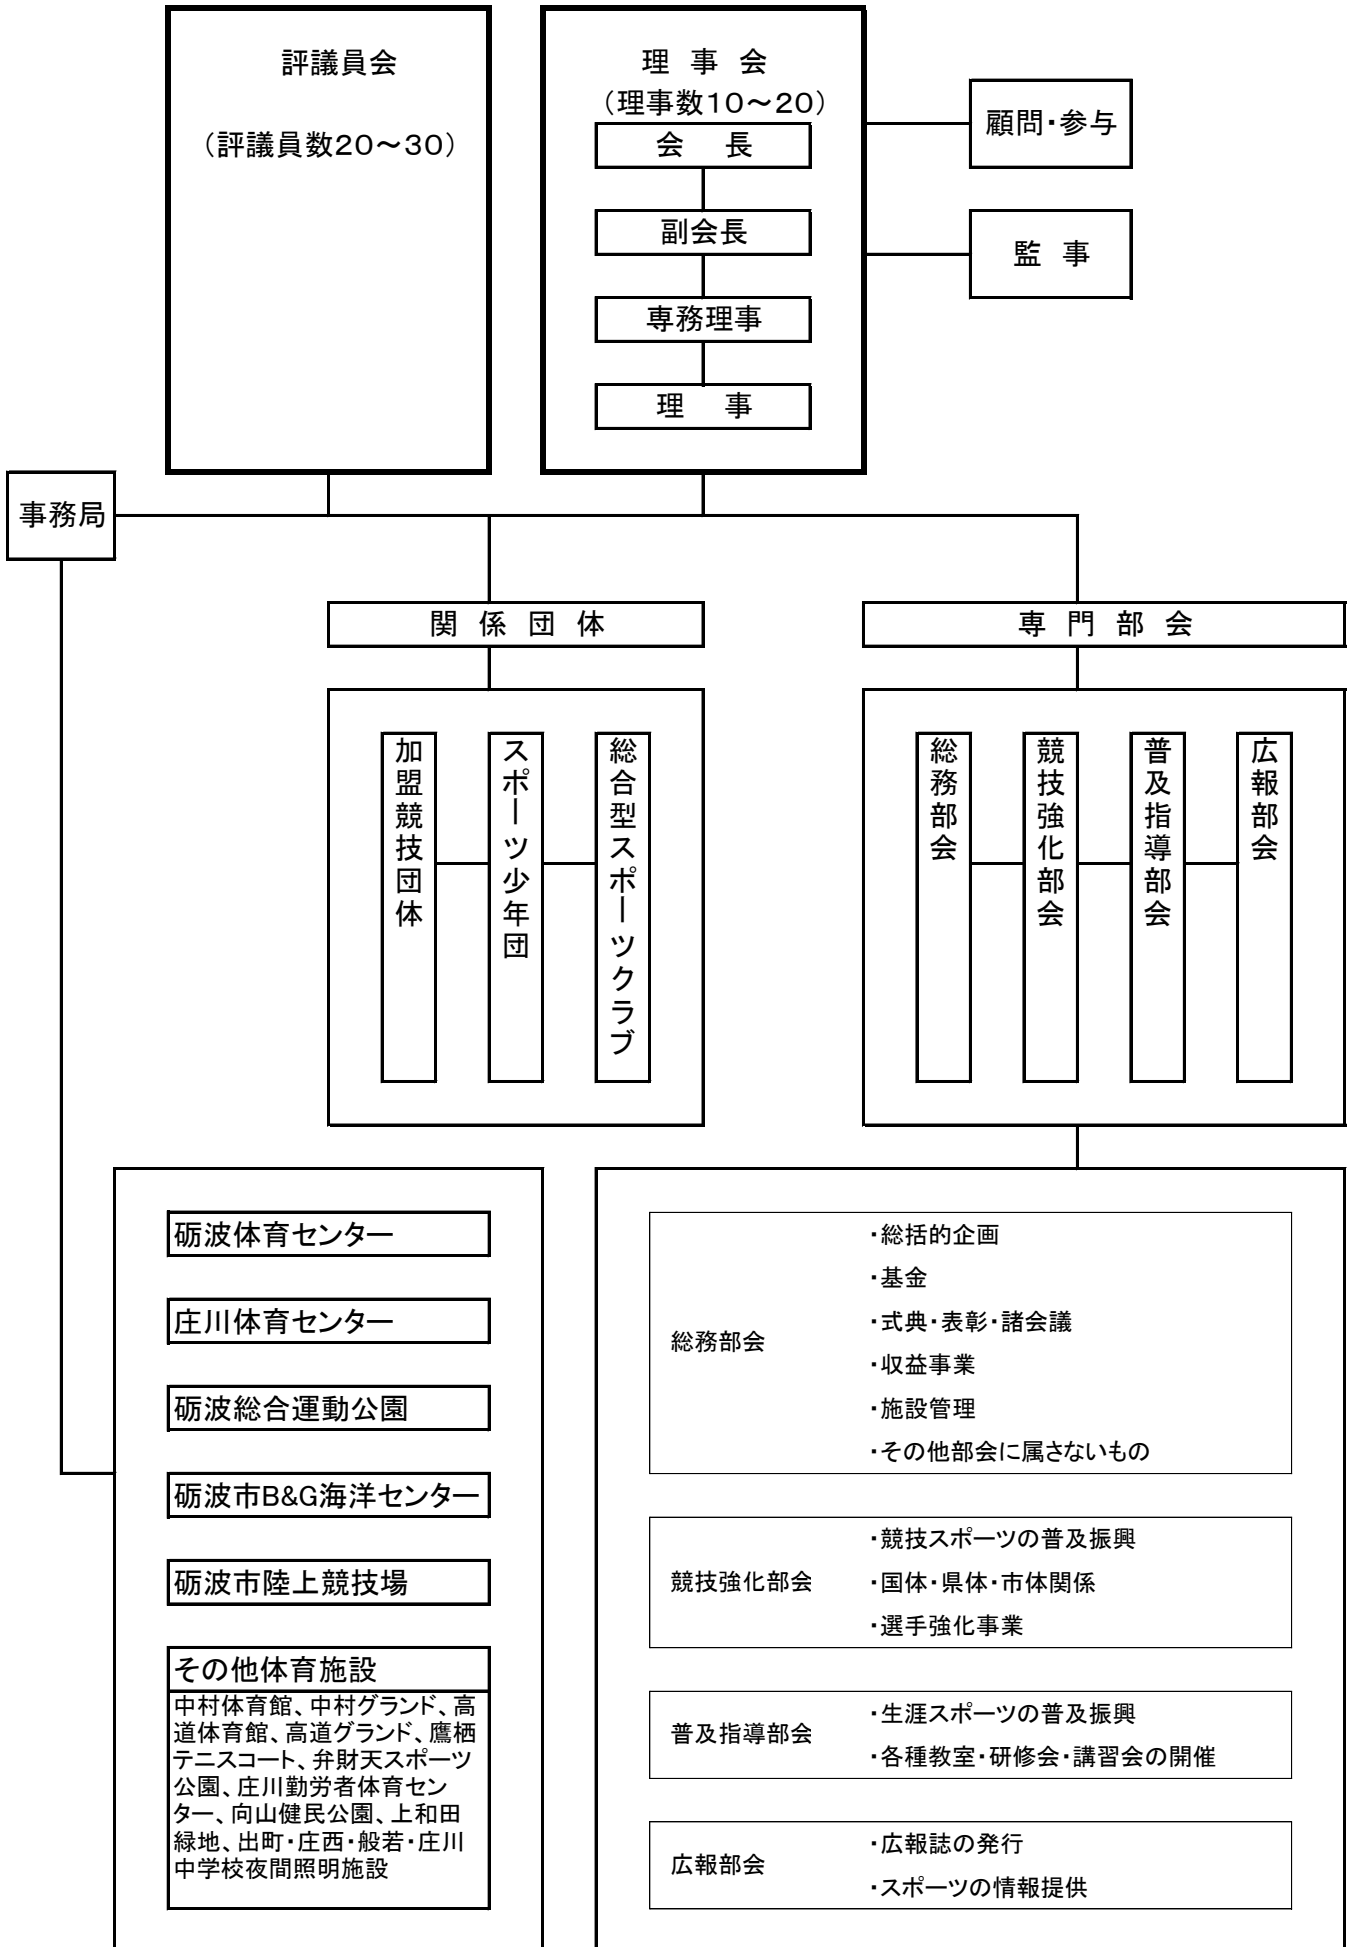 評議員会
（評議員数20～30）
理　事　会
（理事数10～20）
会　長
副会長
専務理事
理　事
顧問・参与
監　事
事務局
関　係　団　体
専　門　部　会
加盟競技団体
スポーツ少年団
総合型スポーツクラブ
総務部会
競技強化部会
普及指導部会
広報部会
砺波体育センター
庄川体育センター
砺波総合運動公園
砺波市B&G海洋センター
砺波市陸上競技場
その他体育施設
中村体育館、中村グランド、高
道体育館、高道グランド、鷹栖
テニスコート、弁財天スポーツ
公園、庄川勤労者体育セン
ター、向山健民公園、上和田
緑地、出町・庄西・般若・庄川
中学校夜間照明施設
総務部会
・総括的企画
・基金
・式典・表彰・諸会議
・収益事業
・施設管理
・その他部会に属さないもの
競技強化部会
・競技スポーツの普及振興
・国体・県体・市体関係
・選手強化事業
普及指導部会
・生涯スポーツの普及振興
・各種教室・研修会・講習会の開催
広報部会
・広報誌の発行
・スポーツの情報提供